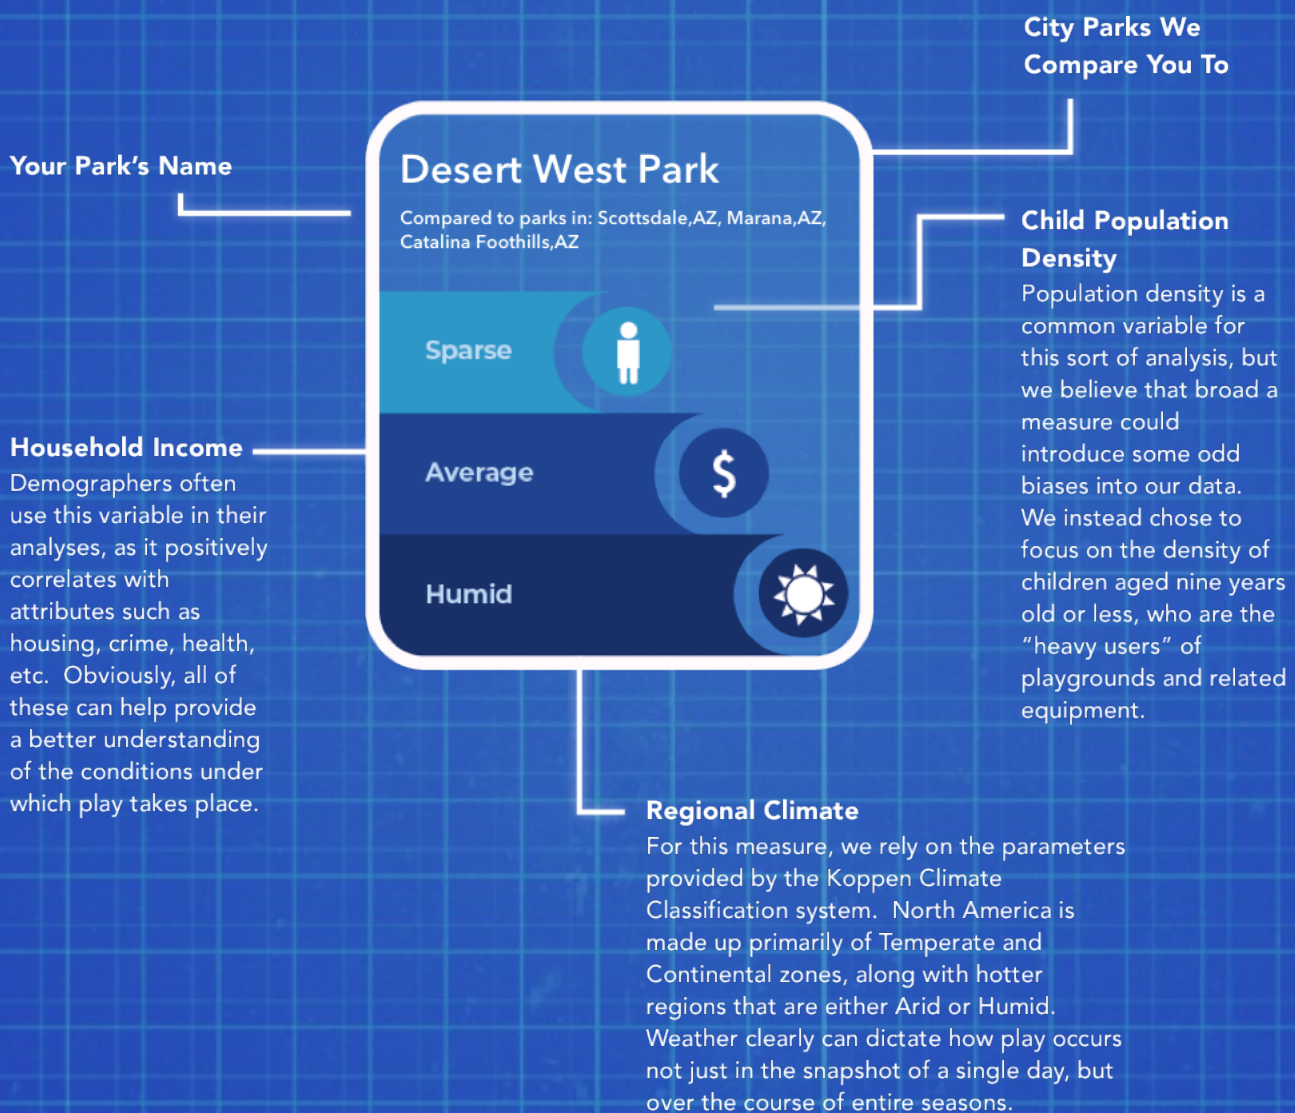 City Parks We
Compare You To
Your Park's Name
Desert West Park
Compared to parks in: Scottsdale,AZ, Marana,AZ,
Catalina Foothills,AZ
Sparse
$
Average
Humid
Child Population
Density
Population density is a
common variable for
this sort of analysis, but
we believe that broad a
measure could
introduce some odd
biases into our data.
We instead chose to
focus on the density of
children aged nine years
old or less, who are the
“heavy users” of
playgrounds and related
equipment.
Household Income
Demographers often
use this variable in their
analyses, as it positively
correlates with
attributes such as
housing, crime, health,
etc.  Obviously, all of
these can help provide
a better understanding
of the conditions under
which play takes place.
Regional Climate
For this measure, we rely on the parameters
provided by the Koppen Climate
Classification system.  North America is
made up primarily of Temperate and
Continental zones, along with hotter
regions that are either Arid or Humid.
Weather clearly can dictate how play occurs
not just in the snapshot of a single day, but
over the course of entire seasons.